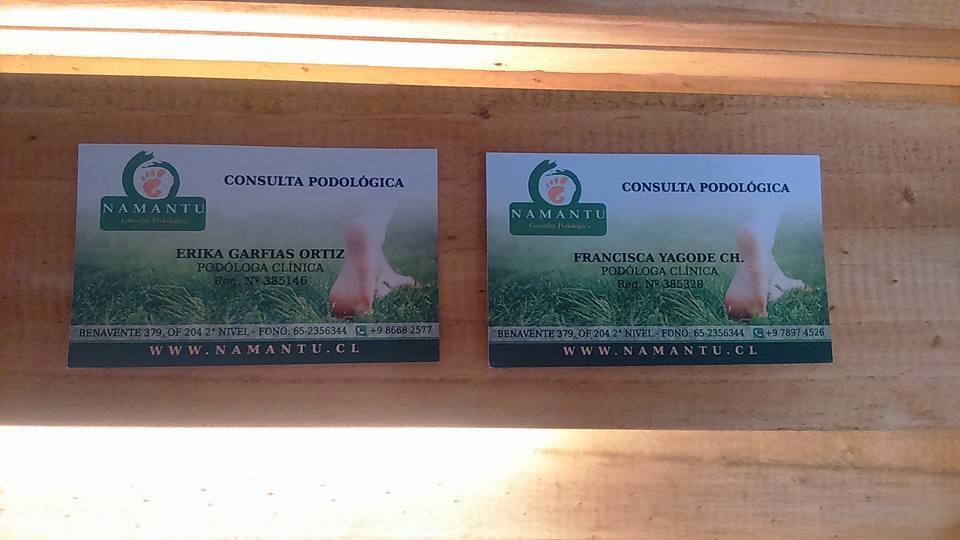 NAMANTU
Consulta Podológica
CONSULTA PODOLÓGICA
ERIKA GARFIAS ORTIZ
PODÓLOGA CLÍNICA
Reg. Nº 385146
BENAVENTE 379, OF 204 2° NIVEL - FONO: 65-2356344 +9 8668 2577
WWW.NAMANTU.CL
NAMANTU
Consulta Podológica
CONSULTA PODOLÓGICA
FRANCISCA YAGODE CH.
PODÓLOGA CLÍNICA
Reg. Nº 385328
BENAVENTE 379, OF 204 2° NIVEL - FONO: 65-2356344 +9 7897 4526
WWW.NAMANTU.CL